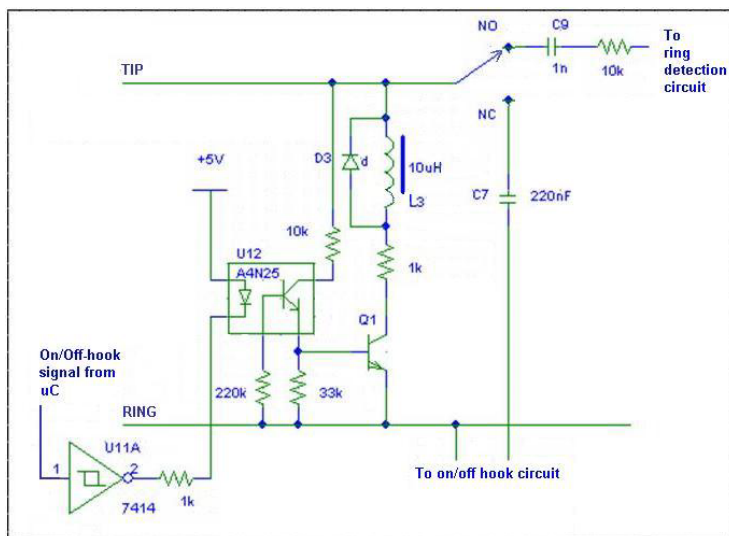 NO
C9
1n
10k
To
ring
detection
circuit
TIP
NC
+5V
D3
d
10uH
L3
C7
220nF
10k
U12
A4N25
1k
Q1
On/Off-hook
signal from
uC
220k
33k
RING
U11A
1
2
1k
7414
To on/off hook circuit